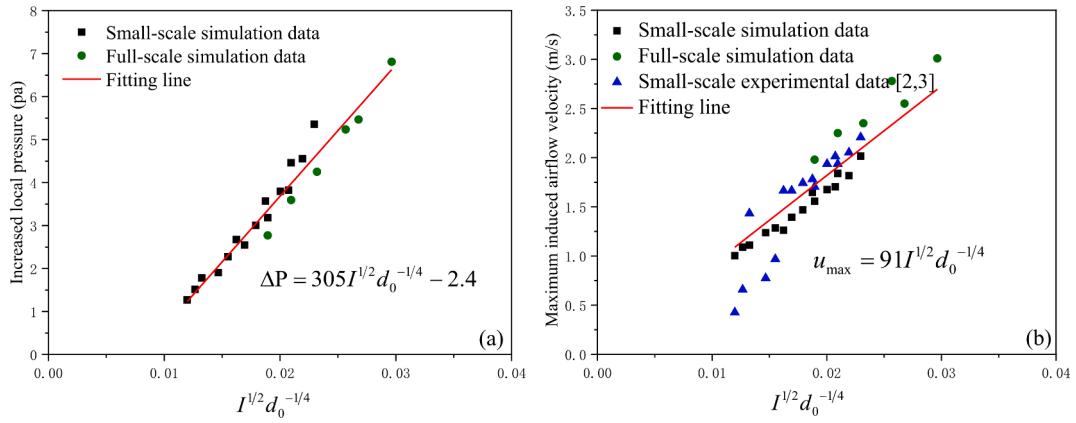 Small-scale simulation data
Full-scale simulation data
Fitting line
8
7
6
5
4
3
2
1
0
Increased local pressure (pa)
ΔP = 305I^{1/2}d_0^{-1/4} − 2.4
(a)
0.00
0.01
0.02
0.03
0.04
I^{1/2}d_0^{-1/4}
Small-scale simulation data
Full-scale simulation data
Small-scale experimental data [2,3]
Fitting line
3.5
3.0
2.5
2.0
1.5
1.0
0.5
0.0
Maximum induced airflow velocity (m/s)
u_{max} = 91I^{1/2}d_0^{-1/4}
(b)
0.00
0.01
0.02
0.03
0.04
I^{1/2}d_0^{-1/4}